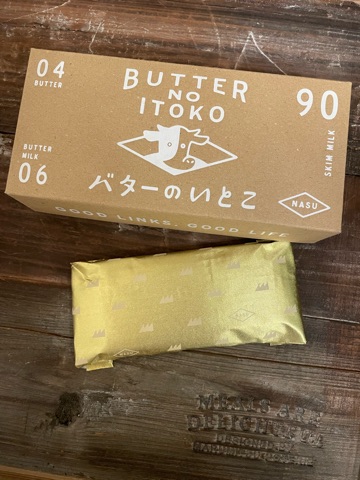 04
BUTTER
BUTTER
NO
ITOKO
90
SKIM MILK
BUTTER
MILK
06
バターのいとこ
NASU
GOOD LINKS, GOOD LIFE
NASU